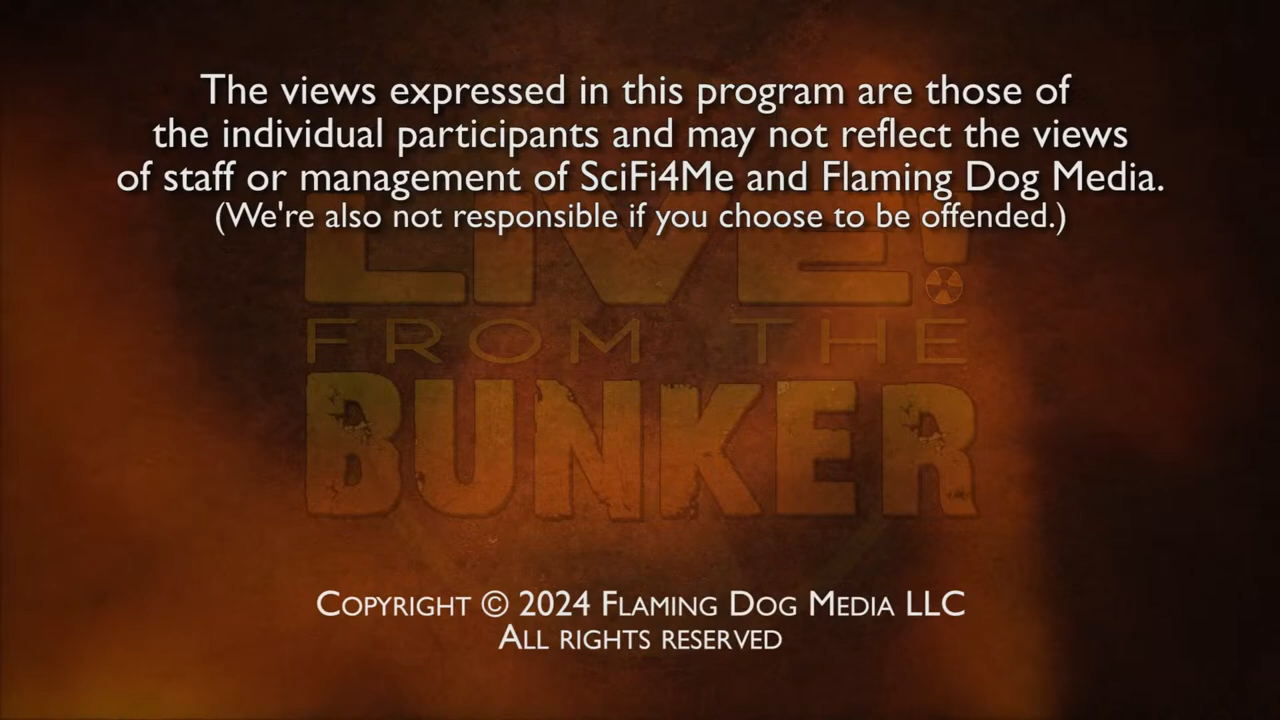 The views expressed in this program are those of
the individual participants and may not reflect the views
of staff or management of SciFi4Me and Flaming Dog Media.
(We're also not responsible if you choose to be offended.)
LIVE!
FROM THE
BUNKER
COPYRIGHT © 2024 FLAMING DOG MEDIA LLC
ALL RIGHTS RESERVED